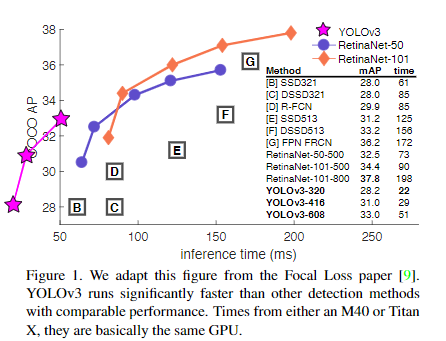 38
36
34
32
30
28
COCO AP
50
100
150
200
250
inference time (ms)
YOLOv3
RetinaNet-50
RetinaNet-101
B
C
D
E
F
G
Method mAP time
[B] SSD321 28.0 61
[C] DSSD321 28.0 85
[D] R-FCN 29.9 85
[E] SSD513 31.2 125
[F] DSSD513 33.2 156
[G] FPN FRCN 36.2 172
RetinaNet-50-500 32.5 73
RetinaNet-101-500 34.4 90
RetinaNet-101-800 37.8 198
YOLOv3-320 28.2 22
YOLOv3-416 31.0 29
YOLOv3-608 33.0 51
Figure 1. We adapt this figure from the Focal Loss paper [9].
YOLOv3 runs significantly faster than other detection methods
with comparable performance. Times from either an M40 or Titan
X, they are basically the same GPU.